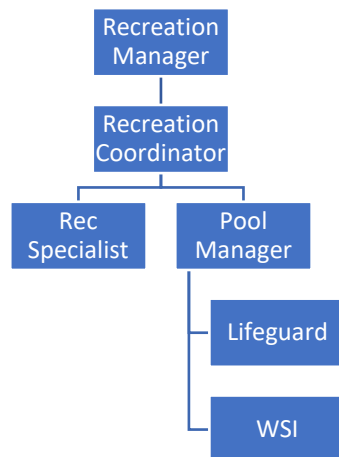 Recreation
Manager
Recreation
Coordinator
Rec
Specialist
Pool
Manager
Lifeguard
WSI